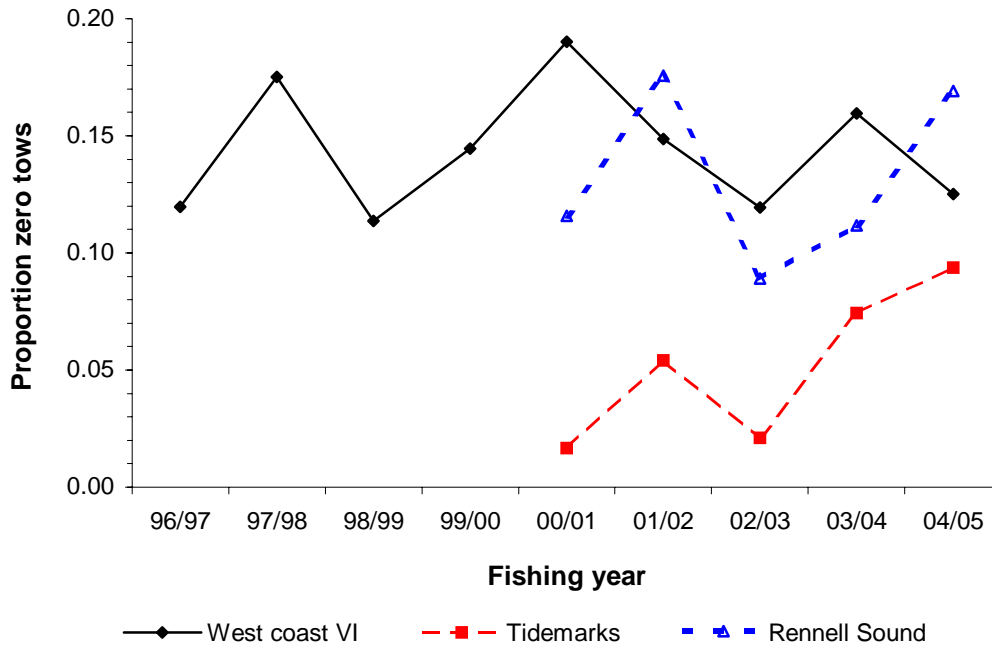 0.20
0.15
0.10
0.05
0.00
Proportion zero tows
96/97 97/98 98/99 99/00 00/01 01/02 02/03 03/04 04/05
Fishing year
West coast VI Tidemarks Rennell Sound